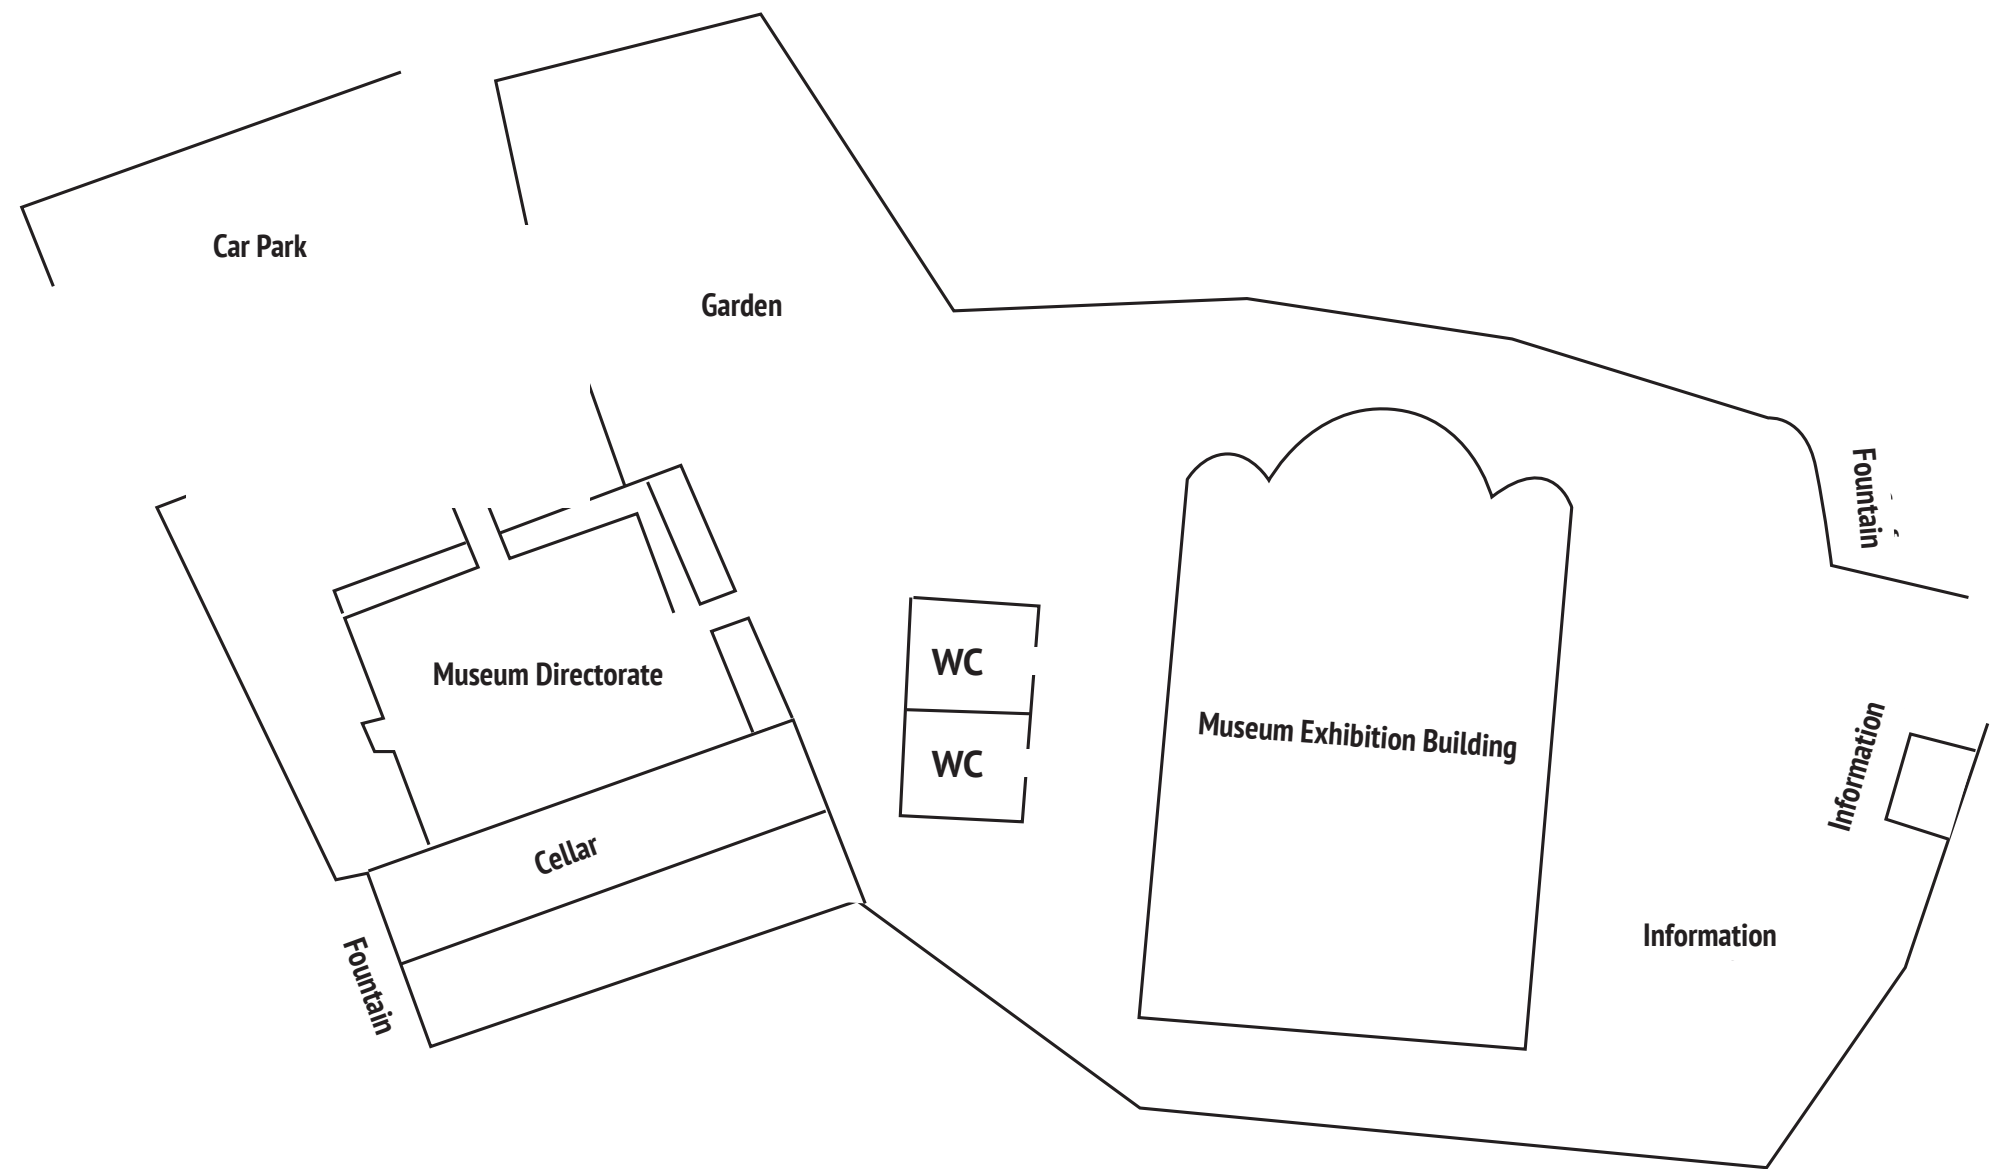 Car Park
Garden
Fountain
Museum Directorate
WC
WC
Museum Exhibition Building
Information
Cellar
Fountain
Information